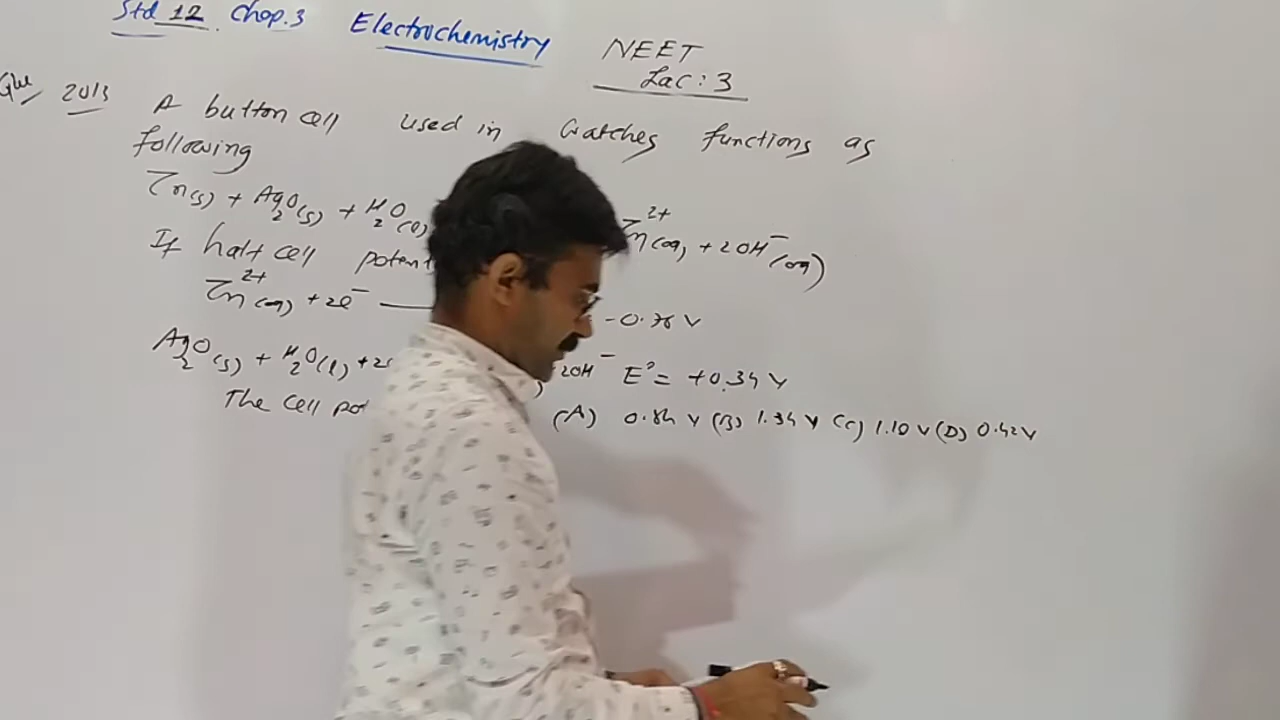 Std 12 Chap.3 Electrochemistry NEET
Lec: 3
Que 2013 A button cell used in watches functions as
following
Zn(s) + Ag2O(s) + H2O(l) Zn2+(aq) + 2OH-(aq)
If half cell potent
Zn2+(aq) + 2e- - 0.76 V
Ag2O(s) + H2O(l) + 2e 2OH- E° = +0.34 V
The cell pot (A) 0.84 V (B) 1.34 V (C) 1.10 V (D) 0.42 V